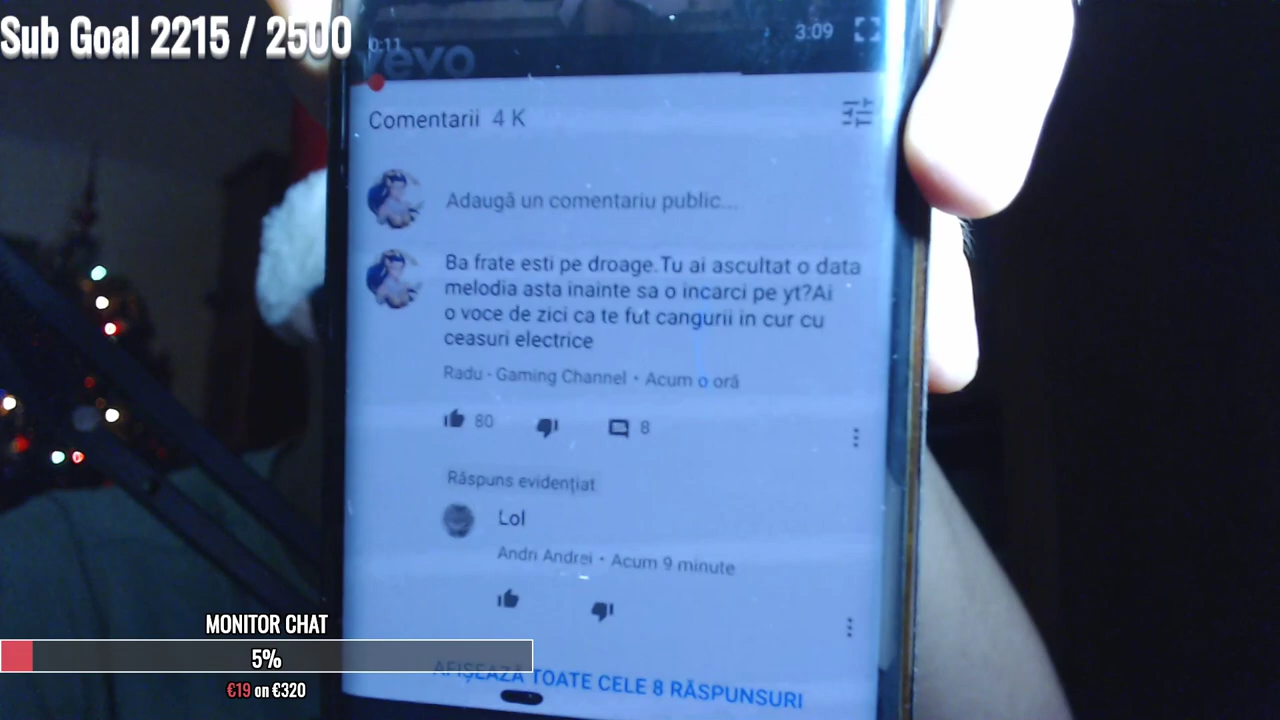 Sub Goal 2215 / 2500
0:11
3:09
vevo
Comentarii 4 K
Adaugă un comentariu public...
Ba frate esti pe droage.Tu ai ascultat o data
melodia asta inainte sa o incarci pe yt?Ai
o voce de zici ca te fut cangurii in cur cu
ceasuri electrice
Radu - Gaming Channel • Acum o oră
80
8
Răspuns evidențiat
Lol
Andri Andrei • Acum 9 minute
AFIȘEAZĂ TOATE CELE 8 RĂSPUNSURI
MONITOR CHAT
5%
€19 on €320